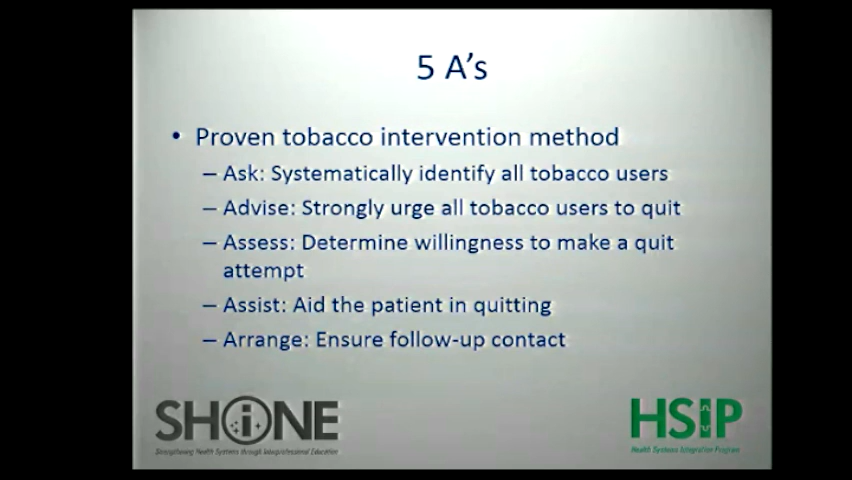 5 A's
• Proven tobacco intervention method
– Ask: Systematically identify all tobacco users
– Advise: Strongly urge all tobacco users to quit
– Assess: Determine willingness to make a quit
attempt
– Assist: Aid the patient in quitting
– Arrange: Ensure follow-up contact
SHiNE
Strengthening Health Systems through Interprofessional Education
HSiP
Health Systems Integration Program